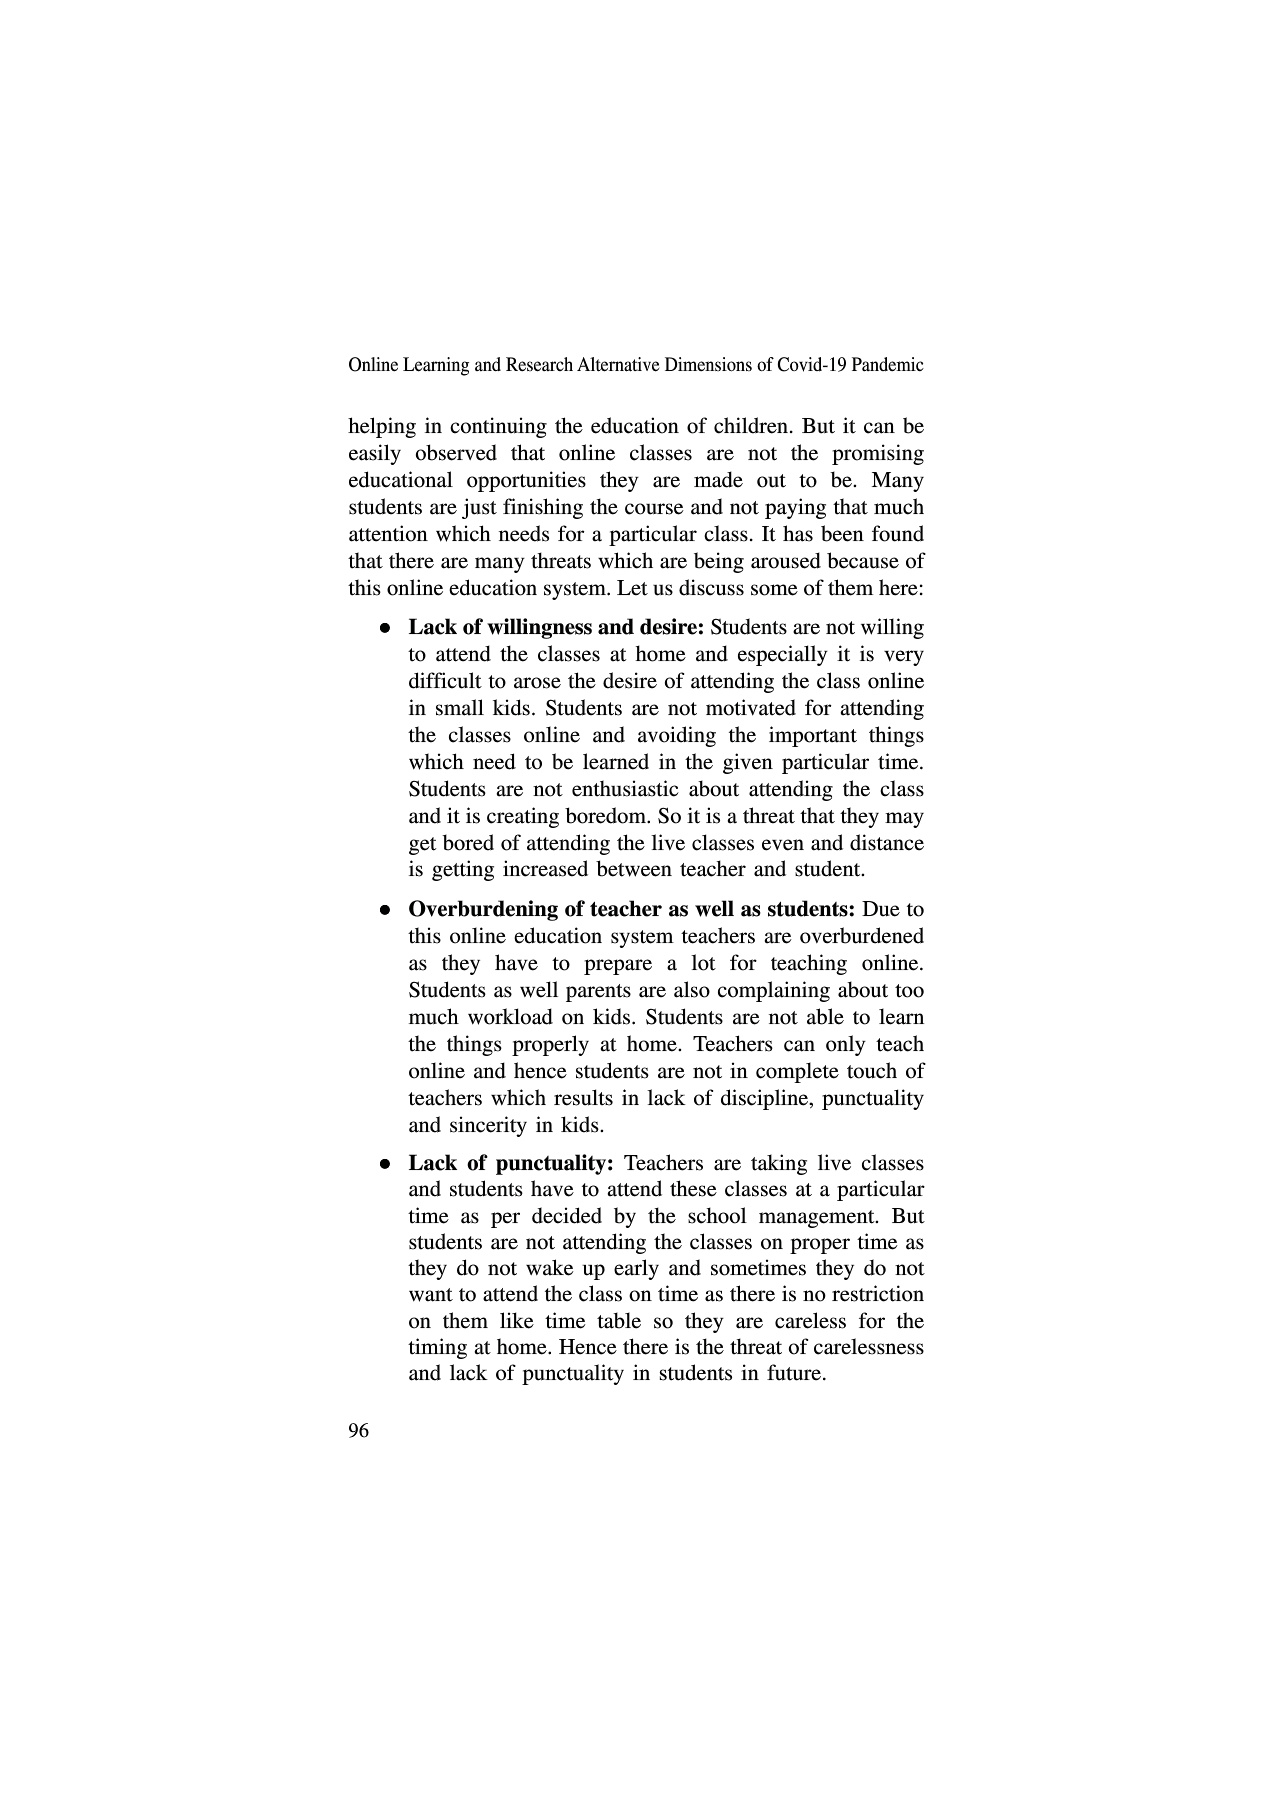 Online Learning and Research Alternative Dimensions of Covid-19 Pandemic
helping in continuing the education of children. But it can be
easily observed that online classes are not the promising
educational opportunities they are made out to be. Many
students are just finishing the course and not paying that much
attention which needs for a particular class. It has been found
that there are many threats which are being aroused because of
this online education system. Let us discuss some of them here:
● Lack of willingness and desire: Students are not willing
to attend the classes at home and especially it is very
difficult to arose the desire of attending the class online
in small kids. Students are not motivated for attending
the classes online and avoiding the important things
which need to be learned in the given particular time.
Students are not enthusiastic about attending the class
and it is creating boredom. So it is a threat that they may
get bored of attending the live classes even and distance
is getting increased between teacher and student.
● Overburdening of teacher as well as students: Due to
this online education system teachers are overburdened
as they have to prepare a lot for teaching online.
Students as well parents are also complaining about too
much workload on kids. Students are not able to learn
the things properly at home. Teachers can only teach
online and hence students are not in complete touch of
teachers which results in lack of discipline, punctuality
and sincerity in kids.
● Lack of punctuality: Teachers are taking live classes
and students have to attend these classes at a particular
time as per decided by the school management. But
students are not attending the classes on proper time as
they do not wake up early and sometimes they do not
want to attend the class on time as there is no restriction
on them like time table so they are careless for the
timing at home. Hence there is the threat of carelessness
and lack of punctuality in students in future.
96